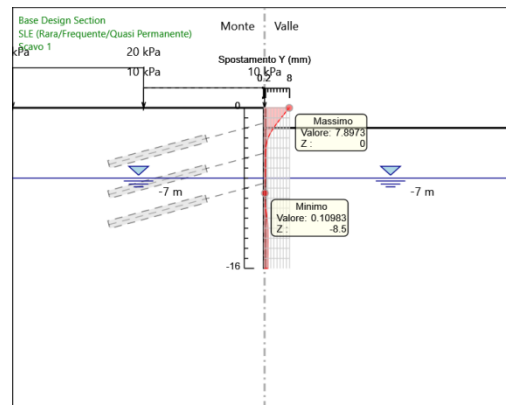 Base Design Section
SLE (Rara/Frequente/Quasi Permanente)
Scavo 1
Monte
Valle
kPa
20 kPa
10 kPa
10 kPa
Spostamento Y (mm)
0.2
8
0
Massimo
Valore: 7.8973
Z : 0
-7 m
-7 m
Minimo
Valore: 0.10983
Z : -8.5
-16